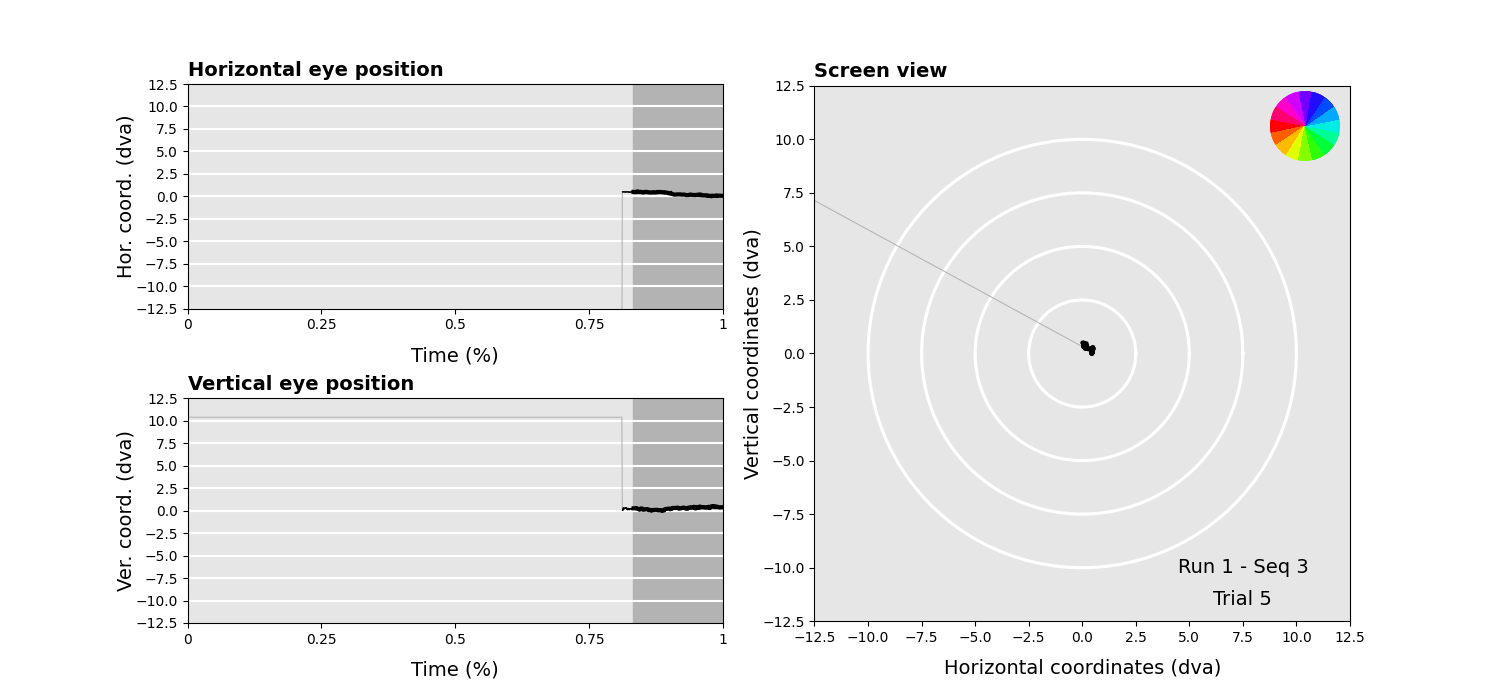 Horizontal eye position
Hor. coord. (dva)
12.5
10.0
7.5
5.0
2.5
0.0
−2.5
−5.0
−7.5
−10.0
−12.5
0 0.25 0.5 0.75 1
Time (%)
Vertical eye position
Ver. coord. (dva)
12.5
10.0
7.5
5.0
2.5
0.0
−2.5
−5.0
−7.5
−10.0
−12.5
0 0.25 0.5 0.75 1
Time (%)
Screen view
Vertical coordinates (dva)
12.5
10.0
7.5
5.0
2.5
0.0
−2.5
−5.0
−7.5
−10.0
−12.5
Run 1 - Seq 3
Trial 5
−12.5 −10.0 −7.5 −5.0 −2.5 0.0 2.5 5.0 7.5 10.0 12.5
Horizontal coordinates (dva)